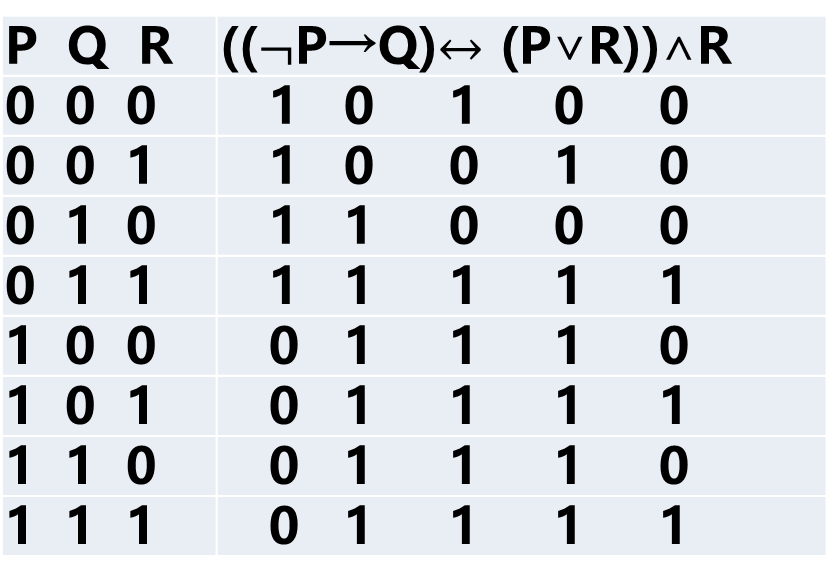 P Q R ((¬P→Q)↔ (P∨R))∧R
0 0 0 1 0 1 0 0
0 0 1 1 0 0 1 0
0 1 0 1 1 0 0 0
0 1 1 1 1 1 1 1
1 0 0 0 1 1 1 0
1 0 1 0 1 1 1 1
1 1 0 0 1 1 1 0
1 1 1 0 1 1 1 1